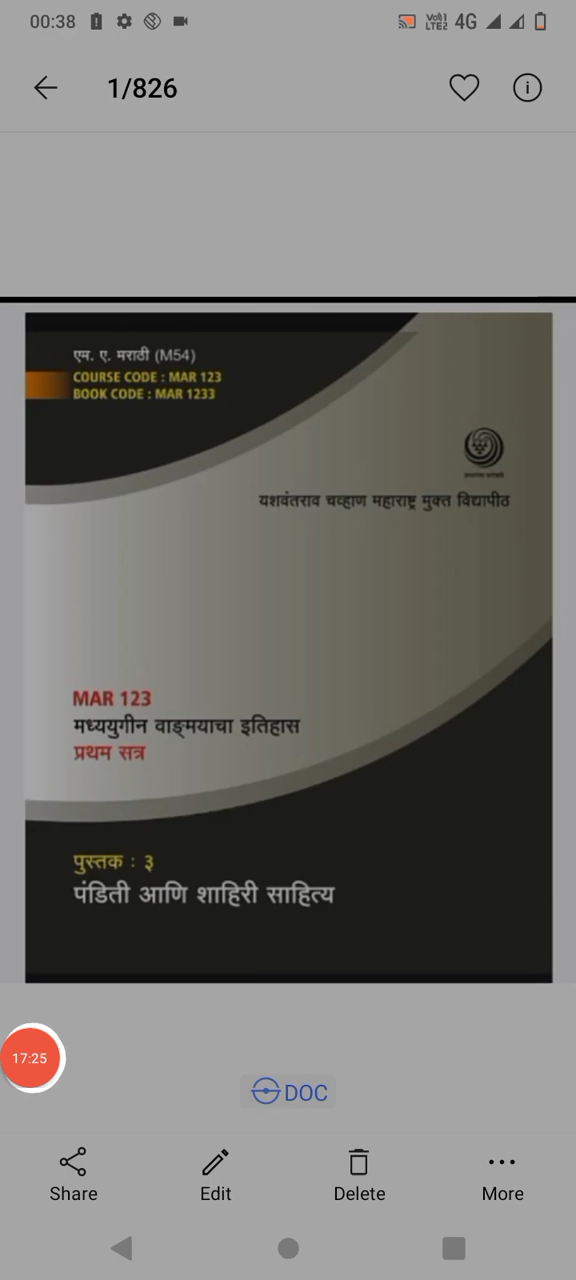 00:38
Vo)) LTE2 4G
1/826
एम. ए. मराठी (M54)
COURSE CODE : MAR 123
BOOK CODE : MAR 1233
यशवंतराव चव्हाण महाराष्ट्र मुक्त विद्यापीठ
MAR 123
मध्ययुगीन वाङ्मयाचा इतिहास
प्रथम सत्र
पुस्तक : ३
पंडिती आणि शाहिरी साहित्य
17:25
DOC
Share Edit Delete More